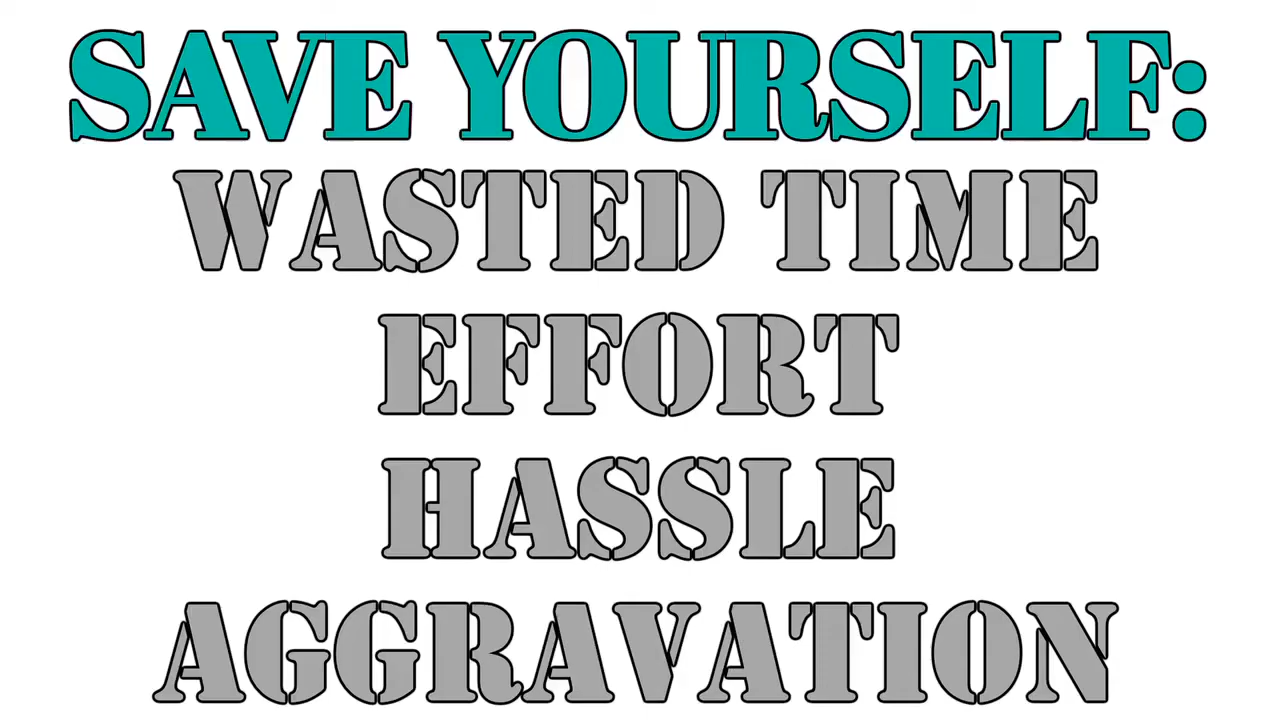 SAVE YOURSELF:
WASTED TIME
EFFORT
HASSLE
AGGRAVATION